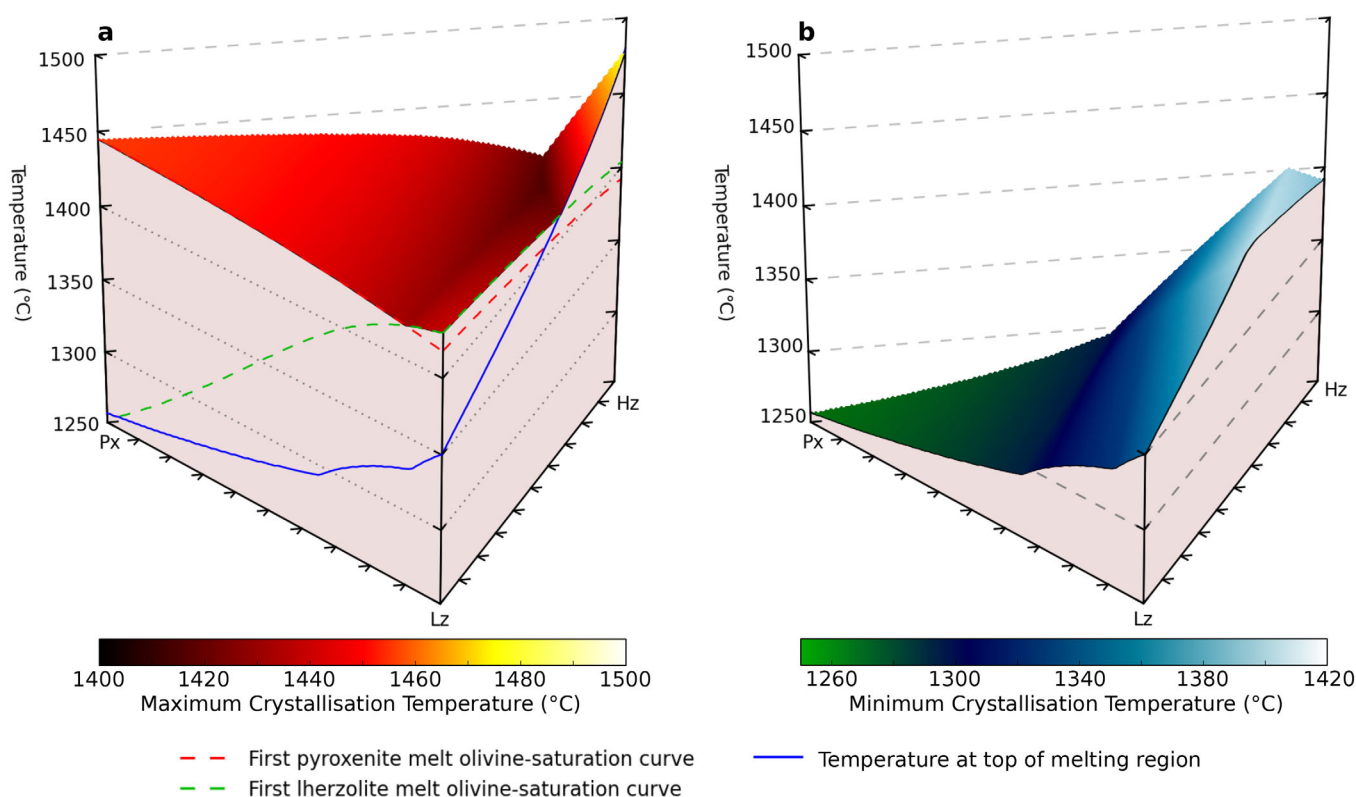 a
1500
1450
1400
1350
1300
1250
Temperature (°C)
Px
Lz
Hz
1400 1420 1440 1460 1480 1500
Maximum Crystallisation Temperature (°C)
b
1500
1450
1400
1350
1300
1250
Temperature (°C)
Px
Lz
Hz
1260 1300 1340 1380 1420
Minimum Crystallisation Temperature (°C)
First pyroxenite melt olivine-saturation curve
First lherzolite melt olivine-saturation curve
Temperature at top of melting region